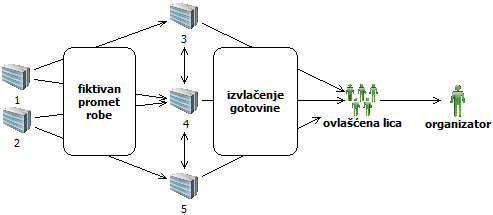 1
2
fiktivan
promet
robe
3
4
5
izvlačenje
gotovine
ovlašćena lica
organizator